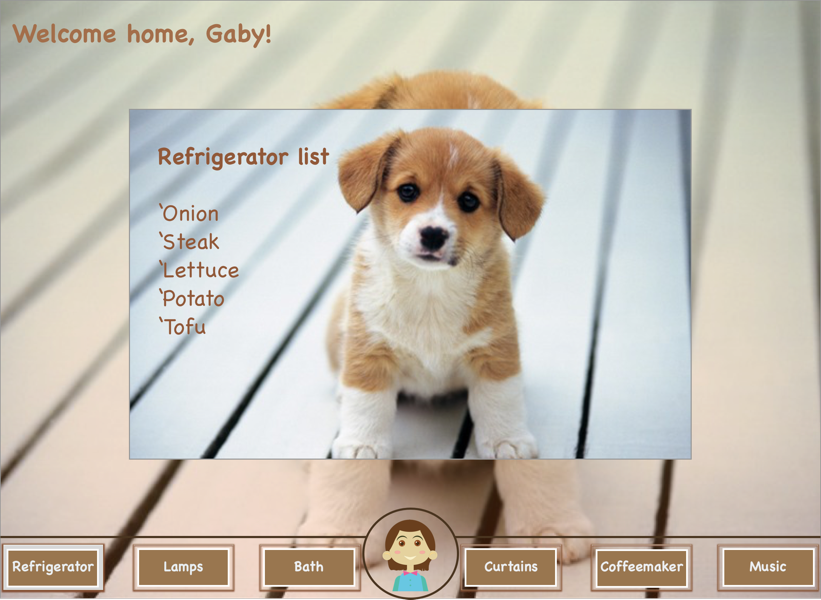 Welcome home, Gaby!
Refrigerator list
`Onion
`Steak
`Lettuce
`Potato
`Tofu
Refrigerator
Lamps
Bath
Curtains
Coffeemaker
Music